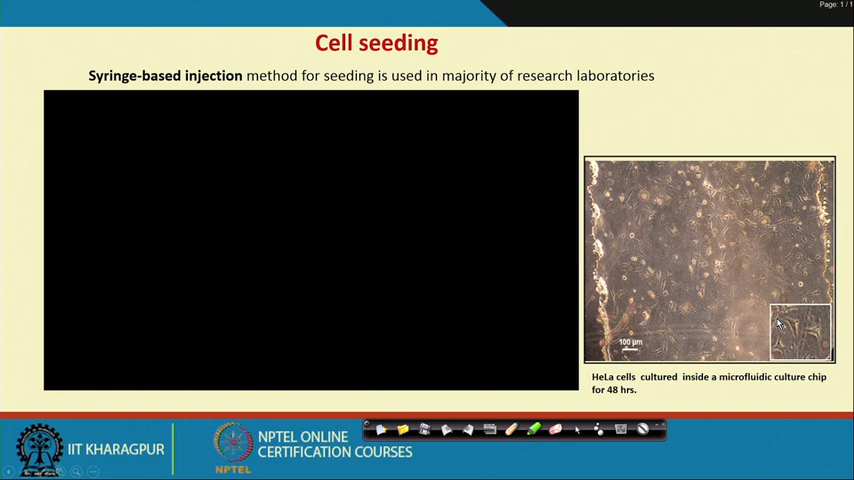 Page: 1 / 1
Cell seeding
Syringe-based injection method for seeding is used in majority of research laboratories
100 µm
HeLa cells cultured inside a microfluidic culture chip
for 48 hrs.
IIT KHARAGPUR
NPTEL
NPTEL ONLINE
CERTIFICATION COURSES